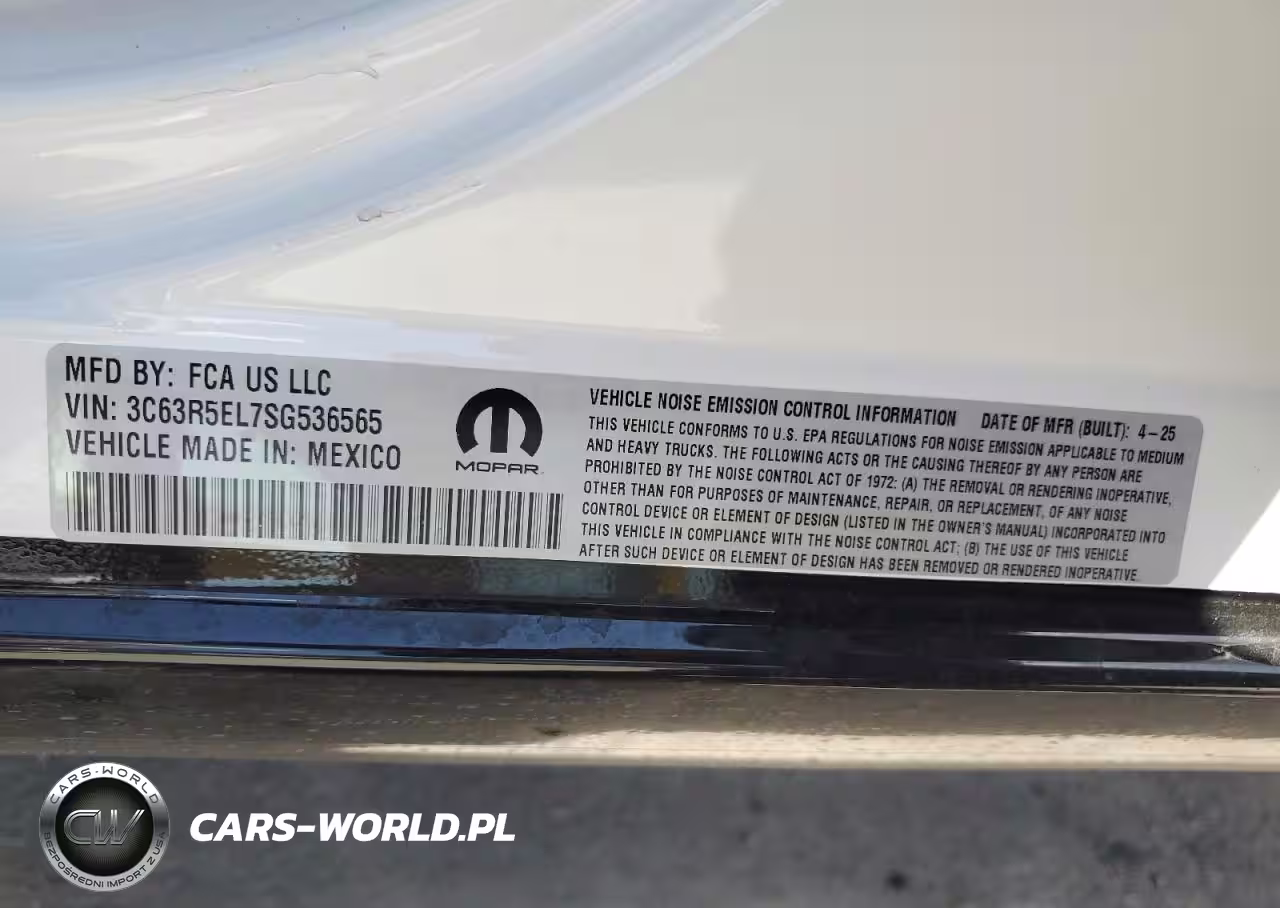 MFD BY: FCA US LLC
VIN: 3C63R5EL7SG536565
VEHICLE MADE IN: MEXICO
MOPAR
VEHICLE NOISE EMISSION CONTROL INFORMATION DATE OF MFR (BUILT): 4-25
THIS VEHICLE CONFORMS TO U.S. EPA REGULATIONS FOR NOISE EMISSION APPLICABLE TO MEDIUM
AND HEAVY TRUCKS. THE FOLLOWING ACTS OR THE CAUSING THEREOF BY ANY PERSON ARE
PROHIBITED BY THE NOISE CONTROL ACT OF 1972: (A) THE REMOVAL OR RENDERING INOPERATIVE,
OTHER THAN FOR PURPOSES OF MAINTENANCE, REPAIR, OR REPLACEMENT, OF ANY NOISE
CONTROL DEVICE OR ELEMENT OF DESIGN (LISTED IN THE OWNER'S MANUAL) INCORPORATED INTO
THIS VEHICLE IN COMPLIANCE WITH THE NOISE CONTROL ACT; (B) THE USE OF THIS VEHICLE
AFTER SUCH DEVICE OR ELEMENT OF DESIGN HAS BEEN REMOVED OR RENDERED INOPERATIVE.
CARS-WORLD
CW
BEZPOŚREDNI IMPORT Z USA
CARS-WORLD.PL